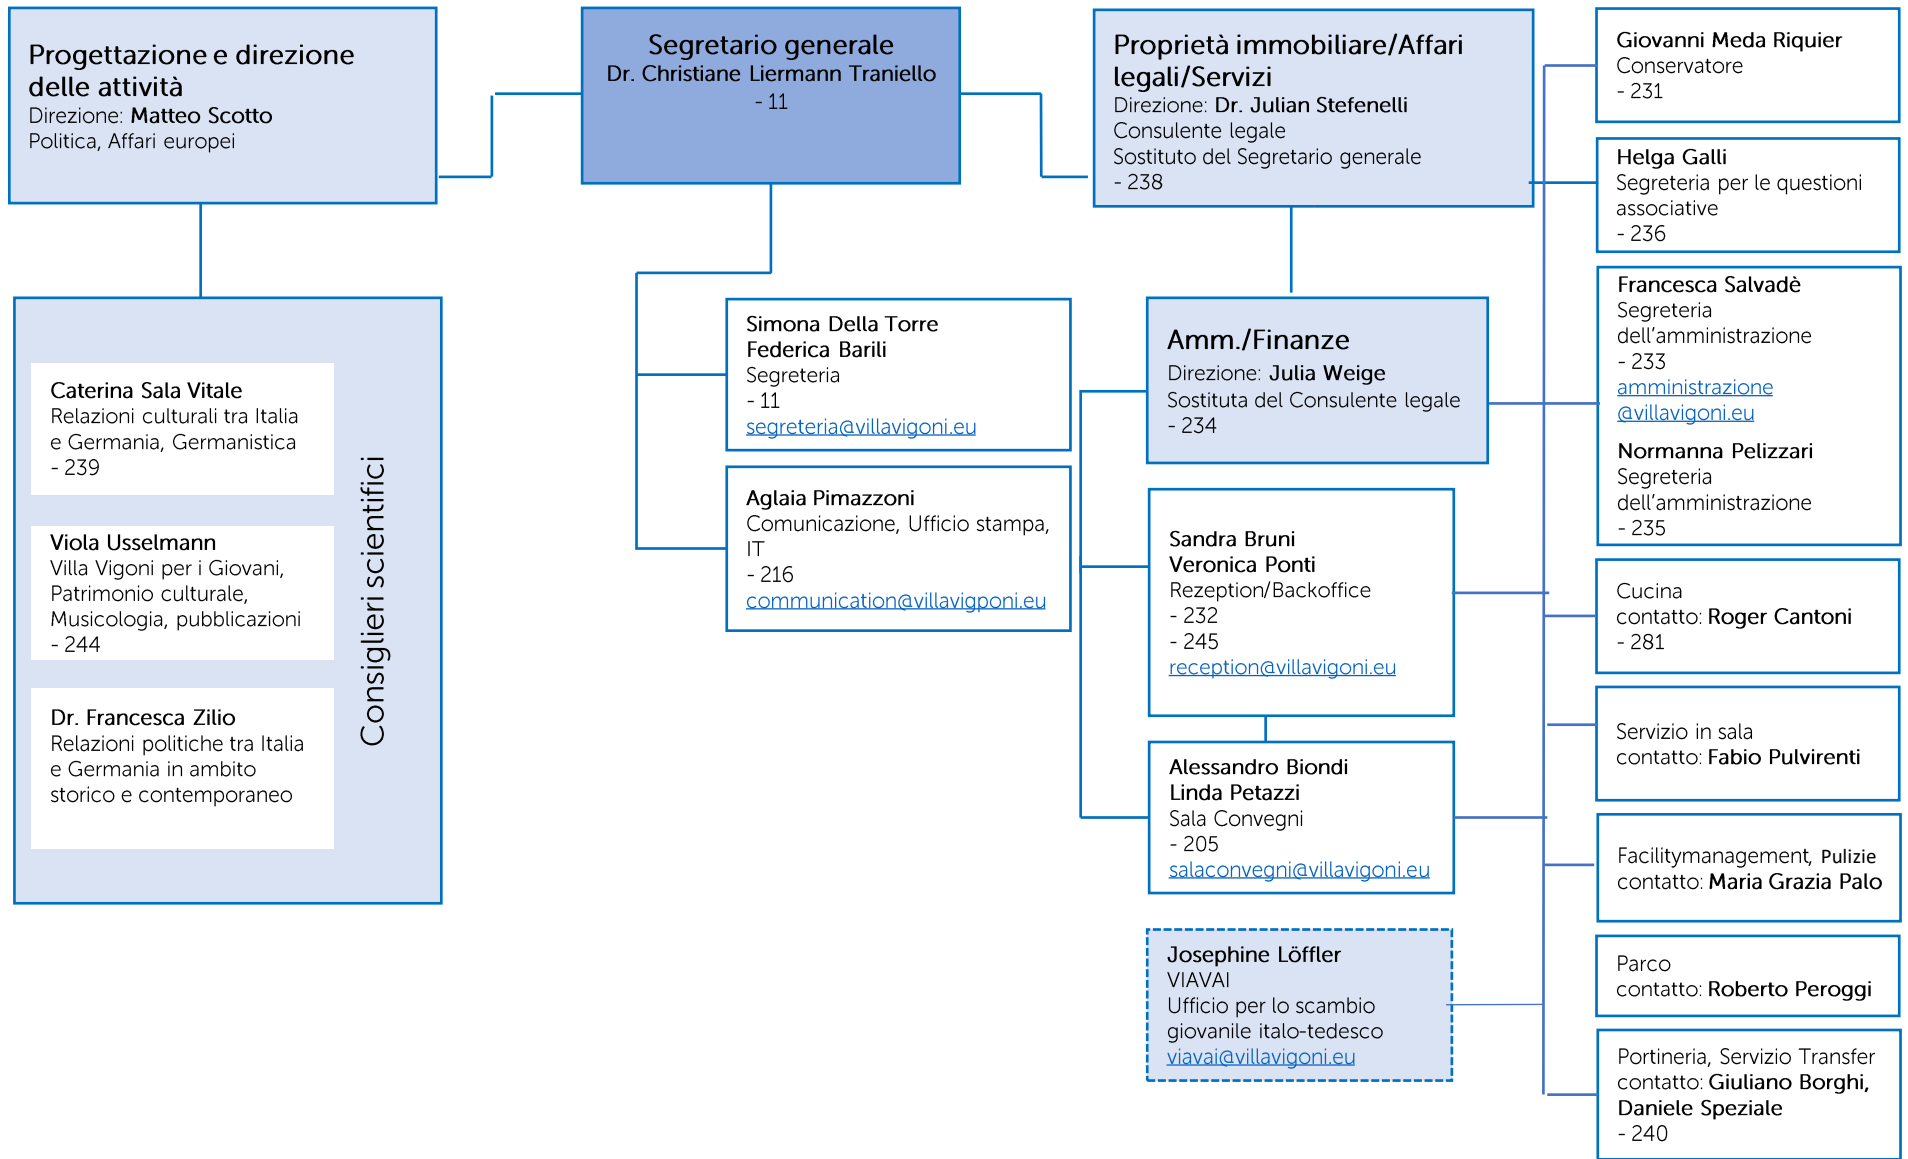 Progettazione e direzione
delle attività
Direzione: Matteo Scotto
Politica, Affari europei
Segretario generale
Dr. Christiane Liermann Traniello
- 11
Proprietà immobiliare/Affari
legali/Servizi
Direzione: Dr. Julian Stefenelli
Consulente legale
Sostituto del Segretario generale
- 238
Giovanni Meda Riquier
Conservatore
- 231
Helga Galli
Segreteria per le questioni
associative
- 236
Francesca Salvadè
Segreteria
dell'amministrazione
- 233
amministrazione
@villavigoni.eu
Normanna Pelizzari
Segreteria
dell'amministrazione
- 235
Caterina Sala Vitale
Relazioni culturali tra Italia
e Germania, Germanistica
- 239
Viola Usselmann
Villa Vigoni per i Giovani,
Patrimonio culturale,
Musicologia, pubblicazioni
- 244
Dr. Francesca Zilio
Relazioni politiche tra Italia
e Germania in ambito
storico e contemporaneo
Consiglieri scientifici
Simona Della Torre
Federica Barili
Segreteria
- 11
segreteria@villavigoni.eu
Aglaia Pimazzoni
Comunicazione, Ufficio stampa,
IT
- 216
communication@villavigponi.eu
Amm./Finanze
Direzione: Julia Weige
Sostituta del Consulente legale
- 234
Sandra Bruni
Veronica Ponti
Rezeption/Backoffice
- 232
- 245
reception@villavigoni.eu
Alessandro Biondi
Linda Petazzi
Sala Convegni
- 205
salaconvegni@villavigoni.eu
Josephine Löffler
VIAVAI
Ufficio per lo scambio
giovanile italo-tedesco
viavai@villavigoni.eu
Cucina
contatto: Roger Cantoni
- 281
Servizio in sala
contatto: Fabio Pulvirenti
Facilitymanagement, Pulizie
contatto: Maria Grazia Palo
Parco
contatto: Roberto Peroggi
Portineria, Servizio Transfer
contatto: Giuliano Borghi,
Daniele Speziale
- 240